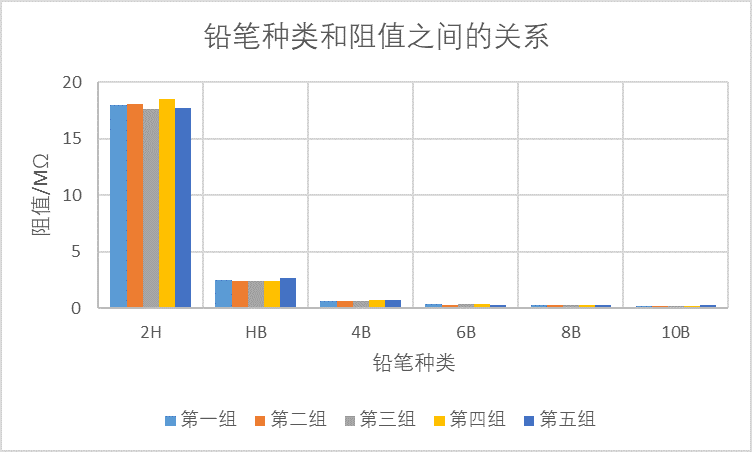 铅笔种类和阻值之间的关系
20
15
10
5
0
阻值/MΩ
2H HB 4B 6B 8B 10B
铅笔种类
第一组 第二组 第三组 第四组 第五组